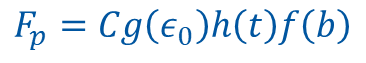 F_p = Cg(ϵ_0)h(t)f(b)